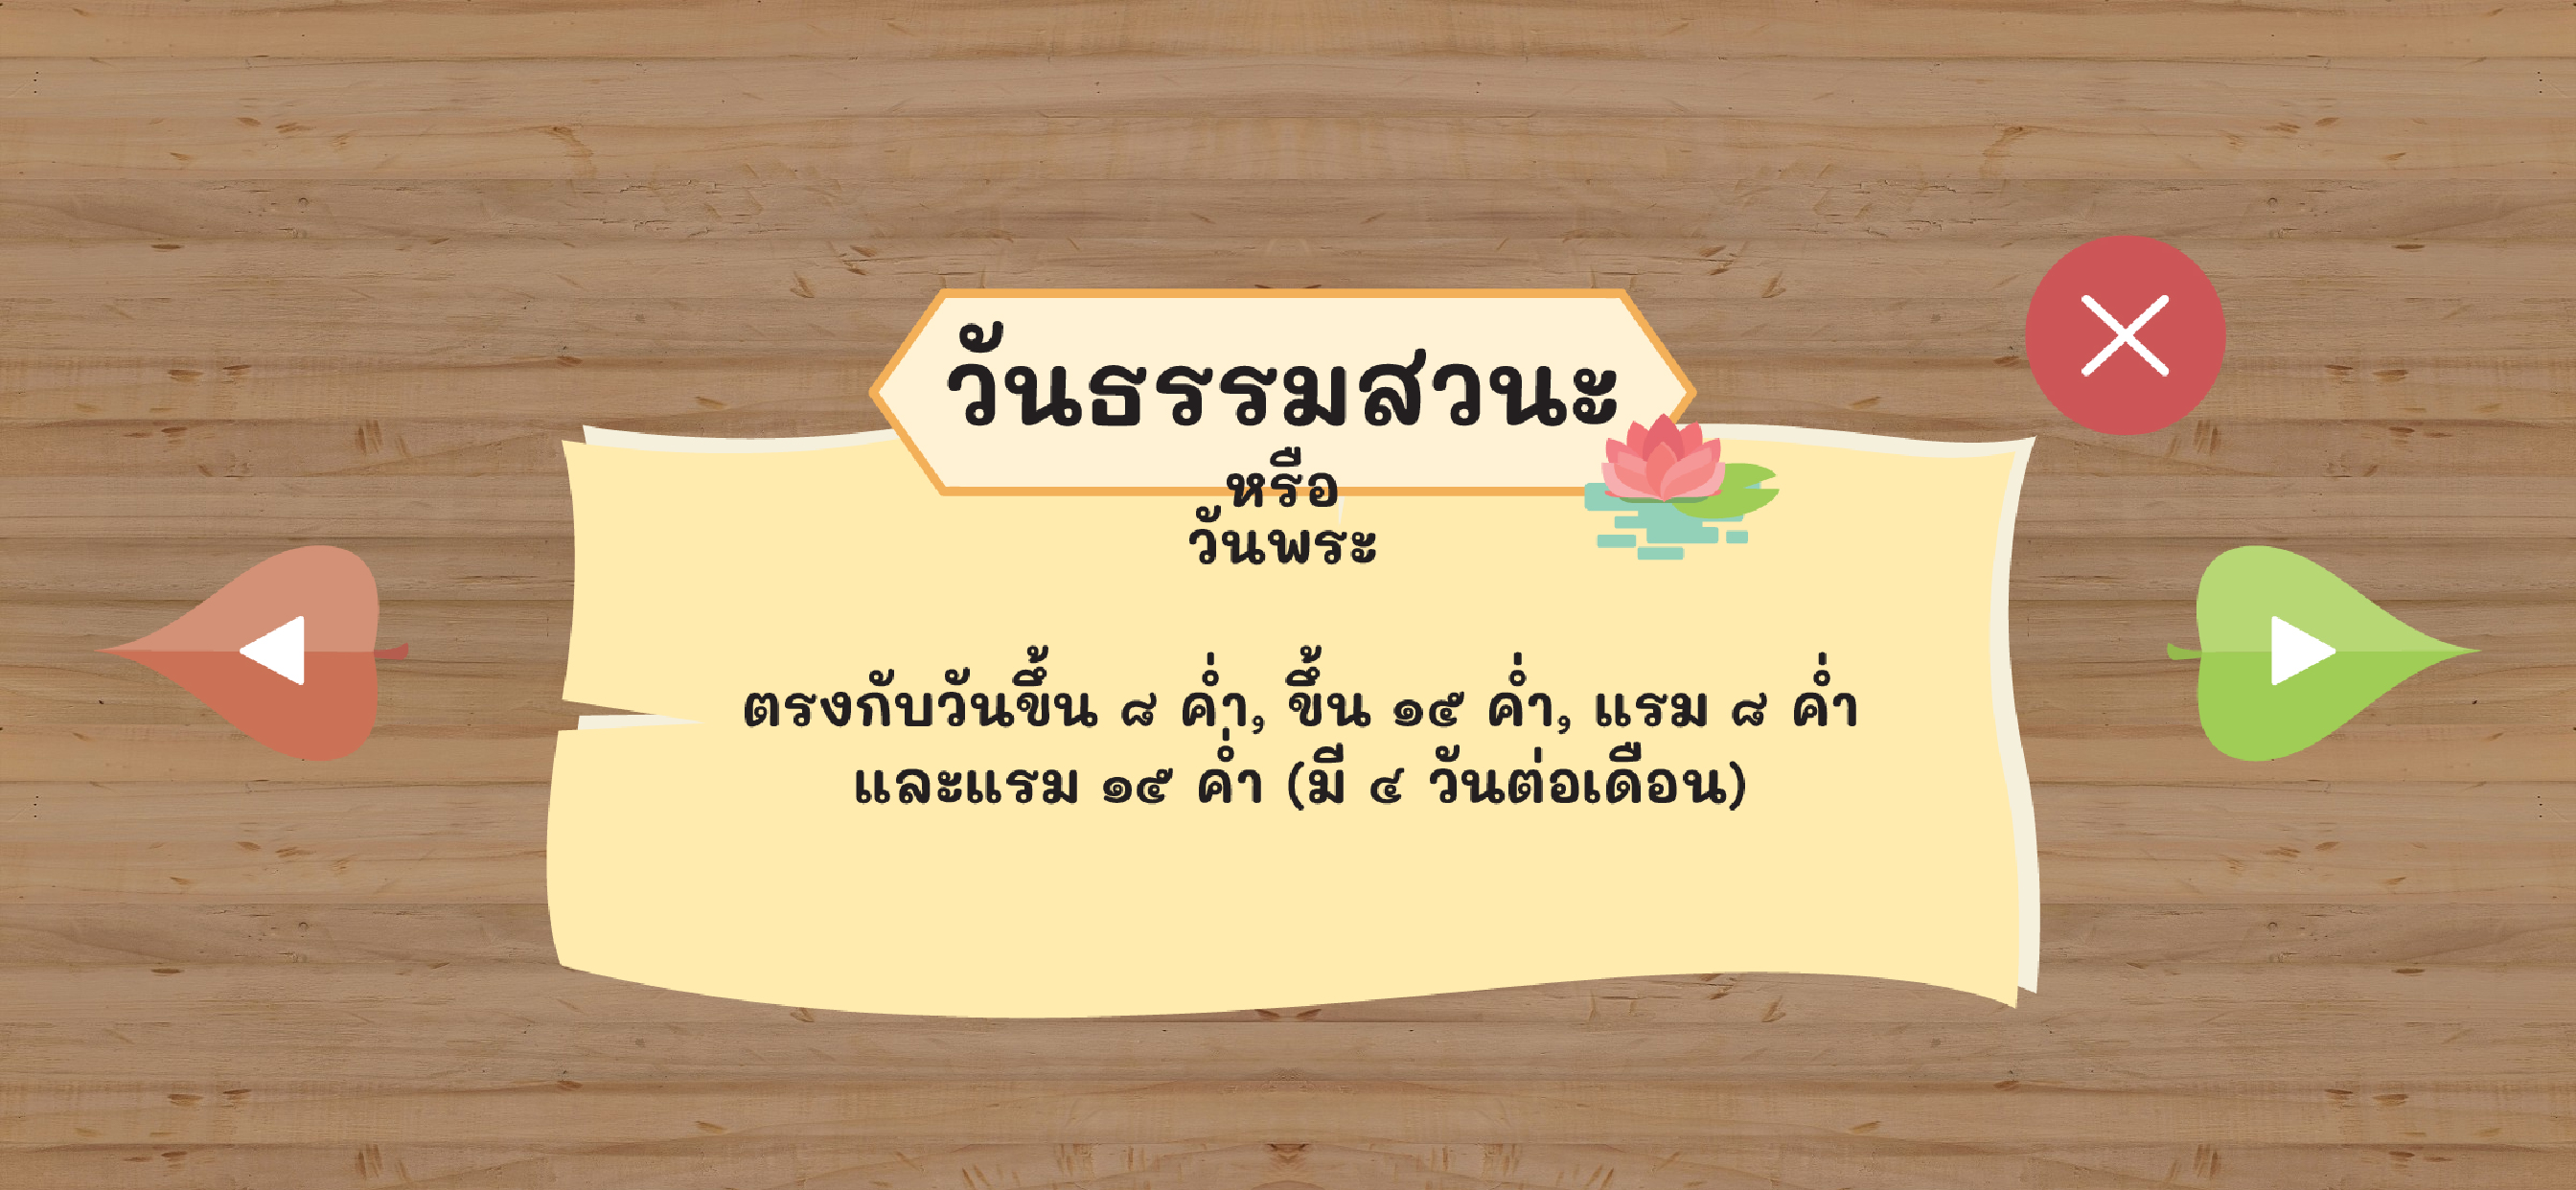 วันธรรมสวนะ
หรือ
วันพระ
ตรงกับวันขึ้น ๘ ค่ำ, ขึ้น ๑๕ ค่ำ, แรม ๘ ค่ำ
และแรม ๑๕ ค่ำ (มี ๔ วันต่อเดือน)